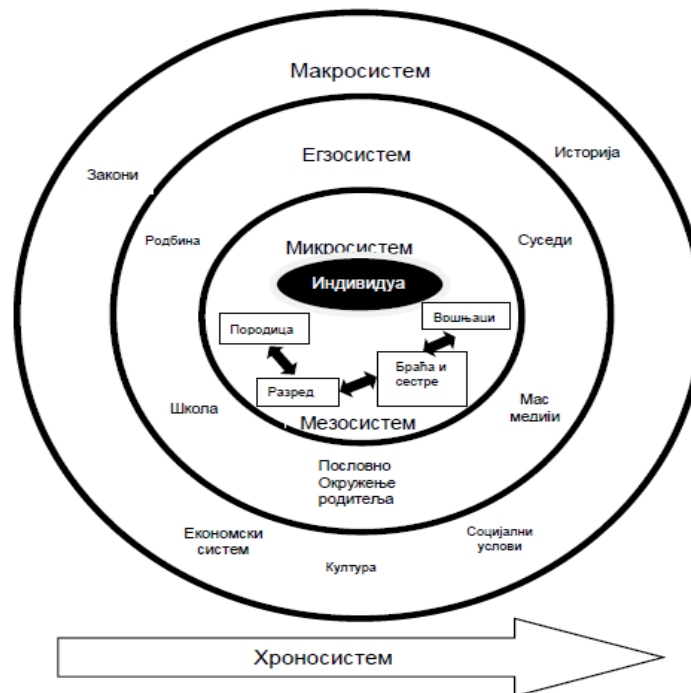 Макросистем
Егзосистем
Историја
Закони
Родбина
Суседи
Микросистем
Индивидуа
Вошњаци
Породица
Браћа и
сестре
Разред
Школа
Мас
медији
Мезосистем
Пословно
Окружење
родитеља
Економски
систем
Социјални
услови
Култура
Хроносистем